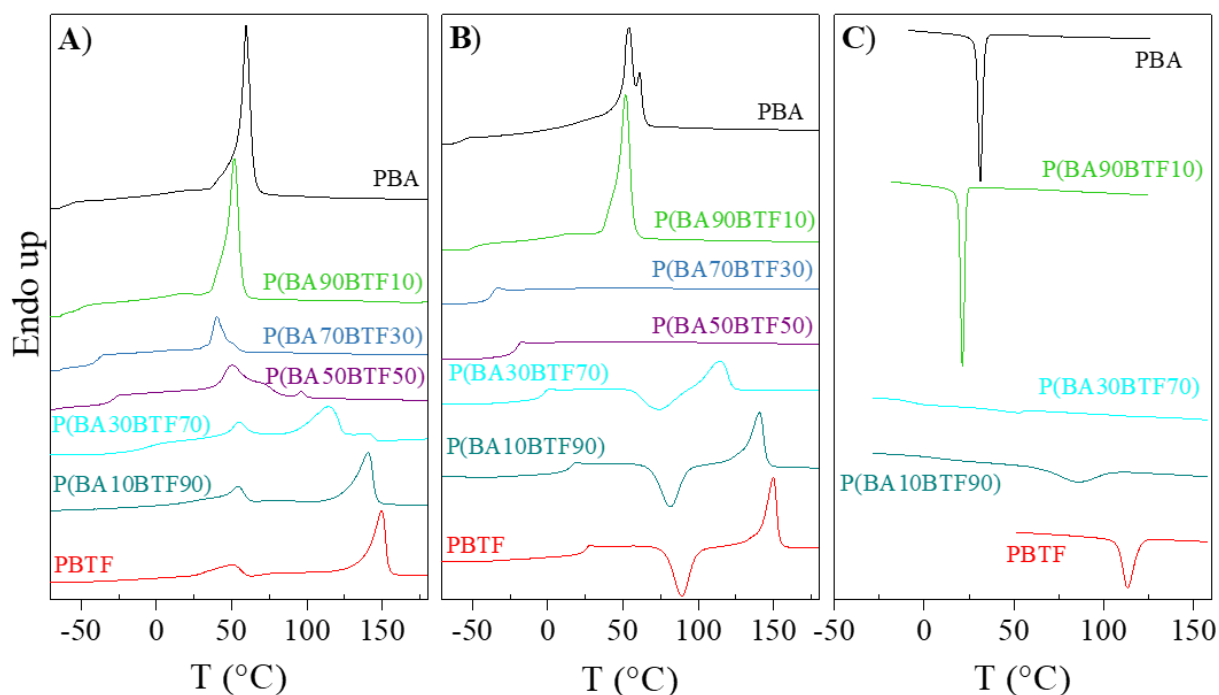 A)
PBA
P(BA90BTF10)
P(BA70BTF30)
P(BA50BTF50)
P(BA30BTF70)
P(BA10BTF90)
PBTF
Endo up
-50 0 50 100 150
T (°C)
B)
PBA
P(BA90BTF10)
P(BA70BTF30)
P(BA50BTF50)
P(BA30BTF70)
P(BA10BTF90)
PBTF
-50 0 50 100 150
T (°C)
C)
PBA
P(BA90BTF10)
P(BA30BTF70)
P(BA10BTF90)
PBTF
-50 0 50 100 150
T (°C)